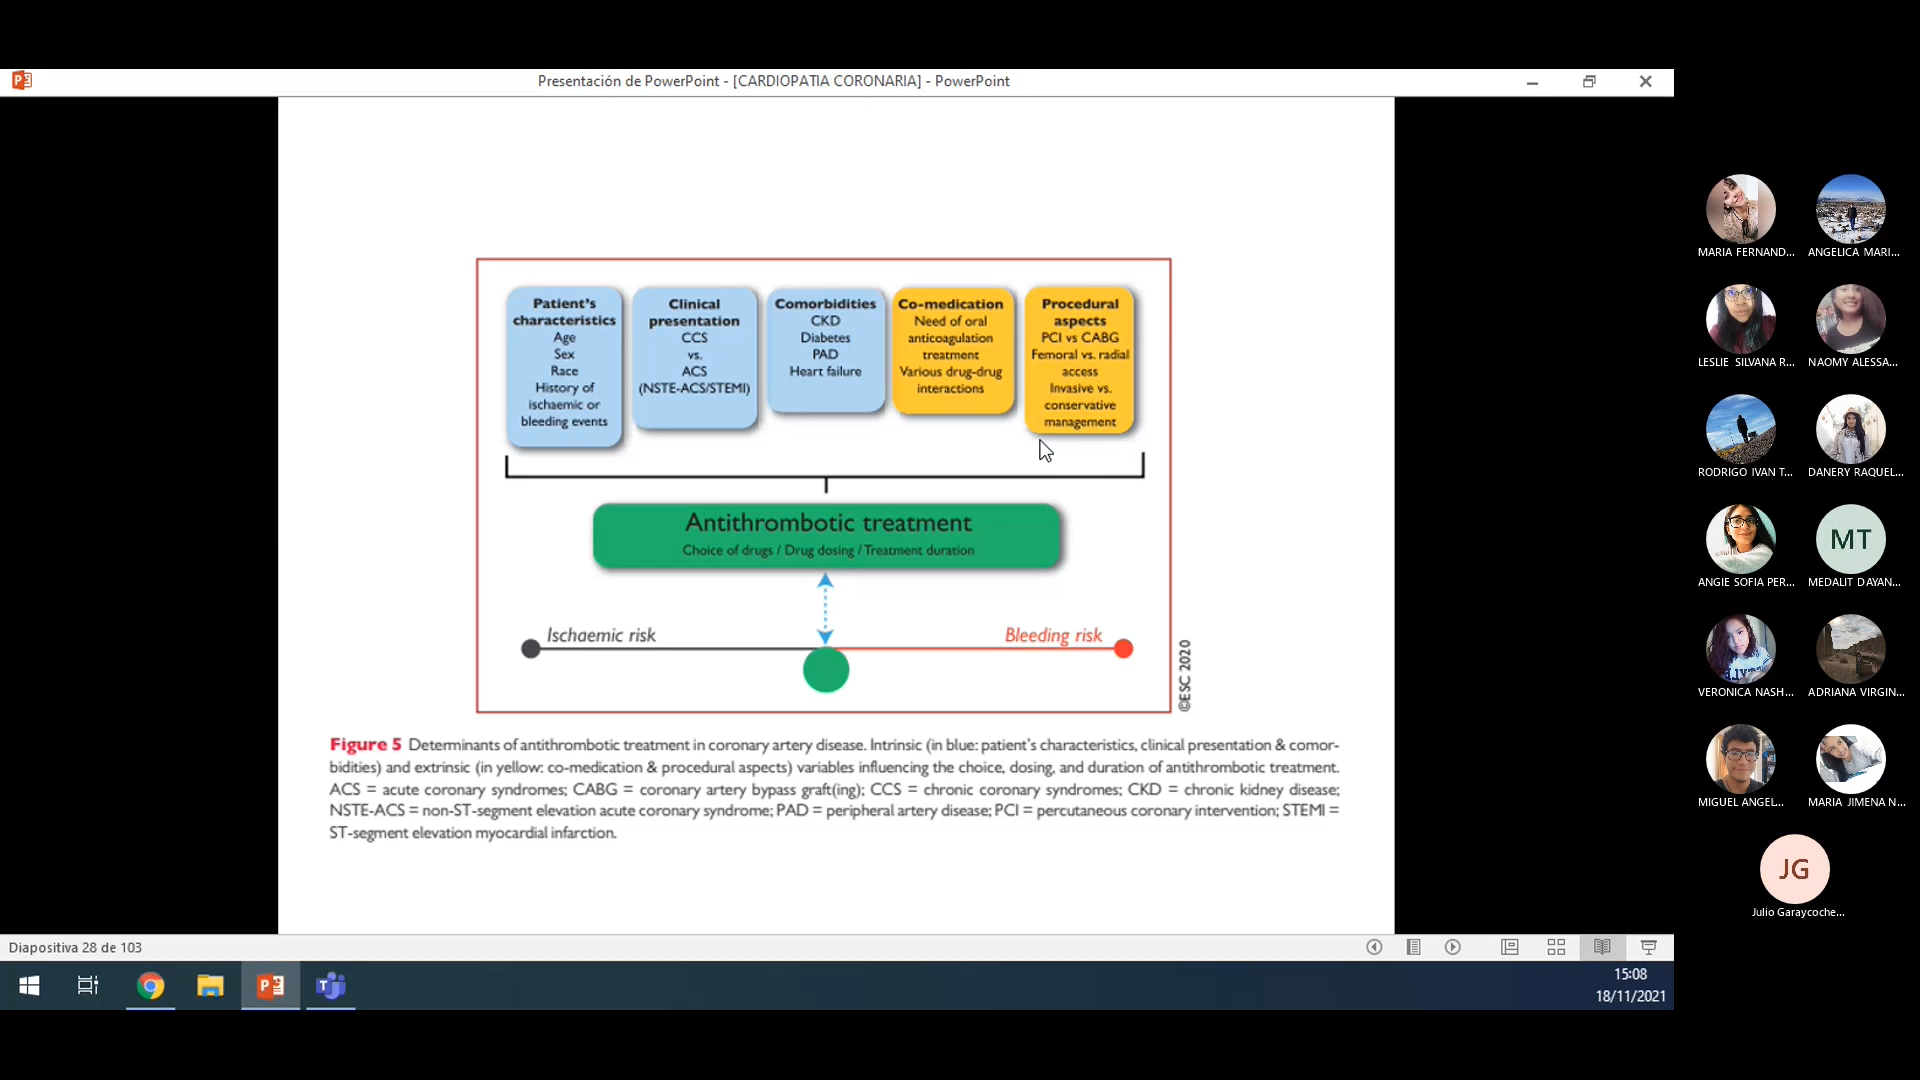 Presentación de PowerPoint - [CARDIOPATIA CORONARIA] - PowerPoint
Patient's
characteristics
Age
Sex
Race
History of
ischaemic or
bleeding events
Clinical
presentation
CCS
vs.
ACS
(NSTE-ACS/STEMI)
Comorbidities
CKD
Diabetes
PAD
Heart failure
Co-medication
Need of oral
anticoagulation
treatment
Various drug-drug
interactions
Procedural
aspects
PCI vs CABG
Femoral vs. radial
access
Invasive vs.
conservative
management
Antithrombotic treatment
Choice of drugs / Drug dosing / Treatment duration
Ischaemic risk
Bleeding risk
©ESC 2020
Figure 5 Determinants of antithrombotic treatment in coronary artery disease. Intrinsic (in blue: patient's characteristics, clinical presentation & comor-
bidities) and extrinsic (in yellow: co-medication & procedural aspects) variables influencing the choice, dosing, and duration of antithrombotic treatment.
ACS = acute coronary syndromes; CABG = coronary artery bypass graft(ing); CCS = chronic coronary syndromes; CKD = chronic kidney disease;
NSTE-ACS = non-ST-segment elevation acute coronary syndrome; PAD = peripheral artery disease; PCI = percutaneous coronary intervention; STEMI =
ST-segment elevation myocardial infarction.
Diapositiva 28 de 103
15:08
18/11/2021
MARIA FERNAND...
ANGELICA MARI...
LESLIE SILVANA R...
NAOMY ALESSA...
RODRIGO IVAN T...
DANERY RAQUEL...
ANGIE SOFIA PER...
MT
MEDALIT DAYAN...
VERONICA NASH...
ADRIANA VIRGIN...
MIGUEL ANGEL...
MARIA JIMENA N...
JG
Julio Garaycoche...